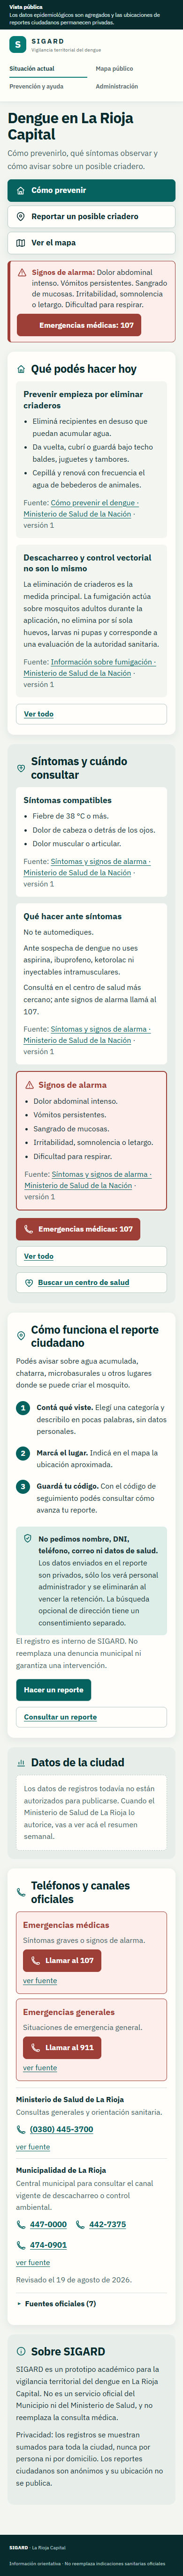 Vista pública
Los datos epidemiológicos son agregados y las ubicaciones de
reportes ciudadanos permanecen privadas.
S
SIGARD
Vigilancia territorial del dengue
Situación actual
Mapa público
Prevención y ayuda
Administración
Dengue en La Rioja
Capital
Cómo prevenirlo, qué síntomas observar y
cómo avisar sobre un posible criadero.
Cómo prevenir
Reportar un posible criadero
Ver el mapa
Signos de alarma: Dolor abdominal
intenso. Vómitos persistentes. Sangrado
de mucosas. Irritabilidad, somnolencia
o letargo. Dificultad para respirar.
Emergencias médicas: 107
Qué podés hacer hoy
Prevenir empieza por eliminar
criaderos
Eliminá recipientes en desuso que
puedan acumular agua.
Da vuelta, cubrí o guardá bajo techo
baldes, juguetes y tambores.
Cepillá y renová con frecuencia el
agua de bebederos de animales.
Fuente: Cómo prevenir el dengue ·
Ministerio de Salud de la Nación ·
versión 1
Descacharreo y control vectorial
no son lo mismo
La eliminación de criaderos es la
medida principal. La fumigación actúa
sobre mosquitos adultos durante la
aplicación, no elimina por sí sola
huevos, larvas ni pupas y corresponde a
una evaluación de la autoridad sanitaria.
Fuente: Información sobre fumigación ·
Ministerio de Salud de la Nación ·
versión 1
Ver todo
Síntomas y cuándo
consultar
Síntomas compatibles
Fiebre de 38 °C o más.
Dolor de cabeza o detrás de los ojos.
Dolor muscular o articular.
Fuente: Síntomas y signos de alarma ·
Ministerio de Salud de la Nación ·
versión 1
Qué hacer ante síntomas
No te automediques.
Ante sospecha de dengue no uses
aspirina, ibuprofeno, ketorolac ni
inyectables intramusculares.
Consultá en el centro de salud más
cercano; ante signos de alarma llamá al
107.
Fuente: Síntomas y signos de alarma ·
Ministerio de Salud de la Nación ·
versión 1
Signos de alarma
Dolor abdominal intenso.
Vómitos persistentes.
Sangrado de mucosas.
Irritabilidad, somnolencia o letargo.
Dificultad para respirar.
Fuente: Síntomas y signos de alarma ·
Ministerio de Salud de la Nación ·
versión 1
Emergencias médicas: 107
Ver todo
Buscar un centro de salud
Cómo funciona el reporte
ciudadano
Podés avisar sobre agua acumulada,
chatarra, microbasurales u otros lugares
donde se puede criar el mosquito.
1 Contá qué viste. Elegí una categoría y
describilo en pocas palabras, sin datos
personales.
2 Marcá el lugar. Indicá en el mapa la
ubicación aproximada.
3 Guardá tu código. Con el código de
seguimiento podés consultar cómo
avanza tu reporte.
No pedimos nombre, DNI,
teléfono, correo ni datos de salud.
Los datos enviados en el reporte
son privados, sólo los verá personal
administrador y se eliminarán al
vencer la retención. La búsqueda
opcional de dirección tiene un
consentimiento separado.
El registro es interno de SIGARD. No
reemplaza una denuncia municipal ni
garantiza una intervención.
Hacer un reporte
Consultar un reporte
Datos de la ciudad
Los datos de registros todavía no están
autorizados para publicarse. Cuando el
Ministerio de Salud de La Rioja lo
autorice, vas a ver acá el resumen
semanal.
Teléfonos y canales
oficiales
Emergencias médicas
Síntomas graves o signos de alarma.
Llamar al 107
ver fuente
Emergencias generales
Situaciones de emergencia general.
Llamar al 911
ver fuente
Ministerio de Salud de La Rioja
Consultas generales y orientación sanitaria.
(0380) 445-3700
ver fuente
Municipalidad de La Rioja
Central municipal para consultar el canal
vigente de descacharreo o control
ambiental.
447-0000 442-7375
474-0901
ver fuente
Revisado el 19 de agosto de 2026.
Fuentes oficiales (7)
Sobre SIGARD
SIGARD es un prototipo académico para la
vigilancia territorial del dengue en La Rioja
Capital. No es un servicio oficial del
Municipio ni del Ministerio de Salud, y no
reemplaza la consulta médica.
Privacidad: los registros se muestran
sumados para toda la ciudad, nunca por
persona ni por domicilio. Los reportes
ciudadanos son anónimos y su ubicación no
se publica.
SIGARD · La Rioja Capital
Información orientativa · No reemplaza indicaciones sanitarias oficiales